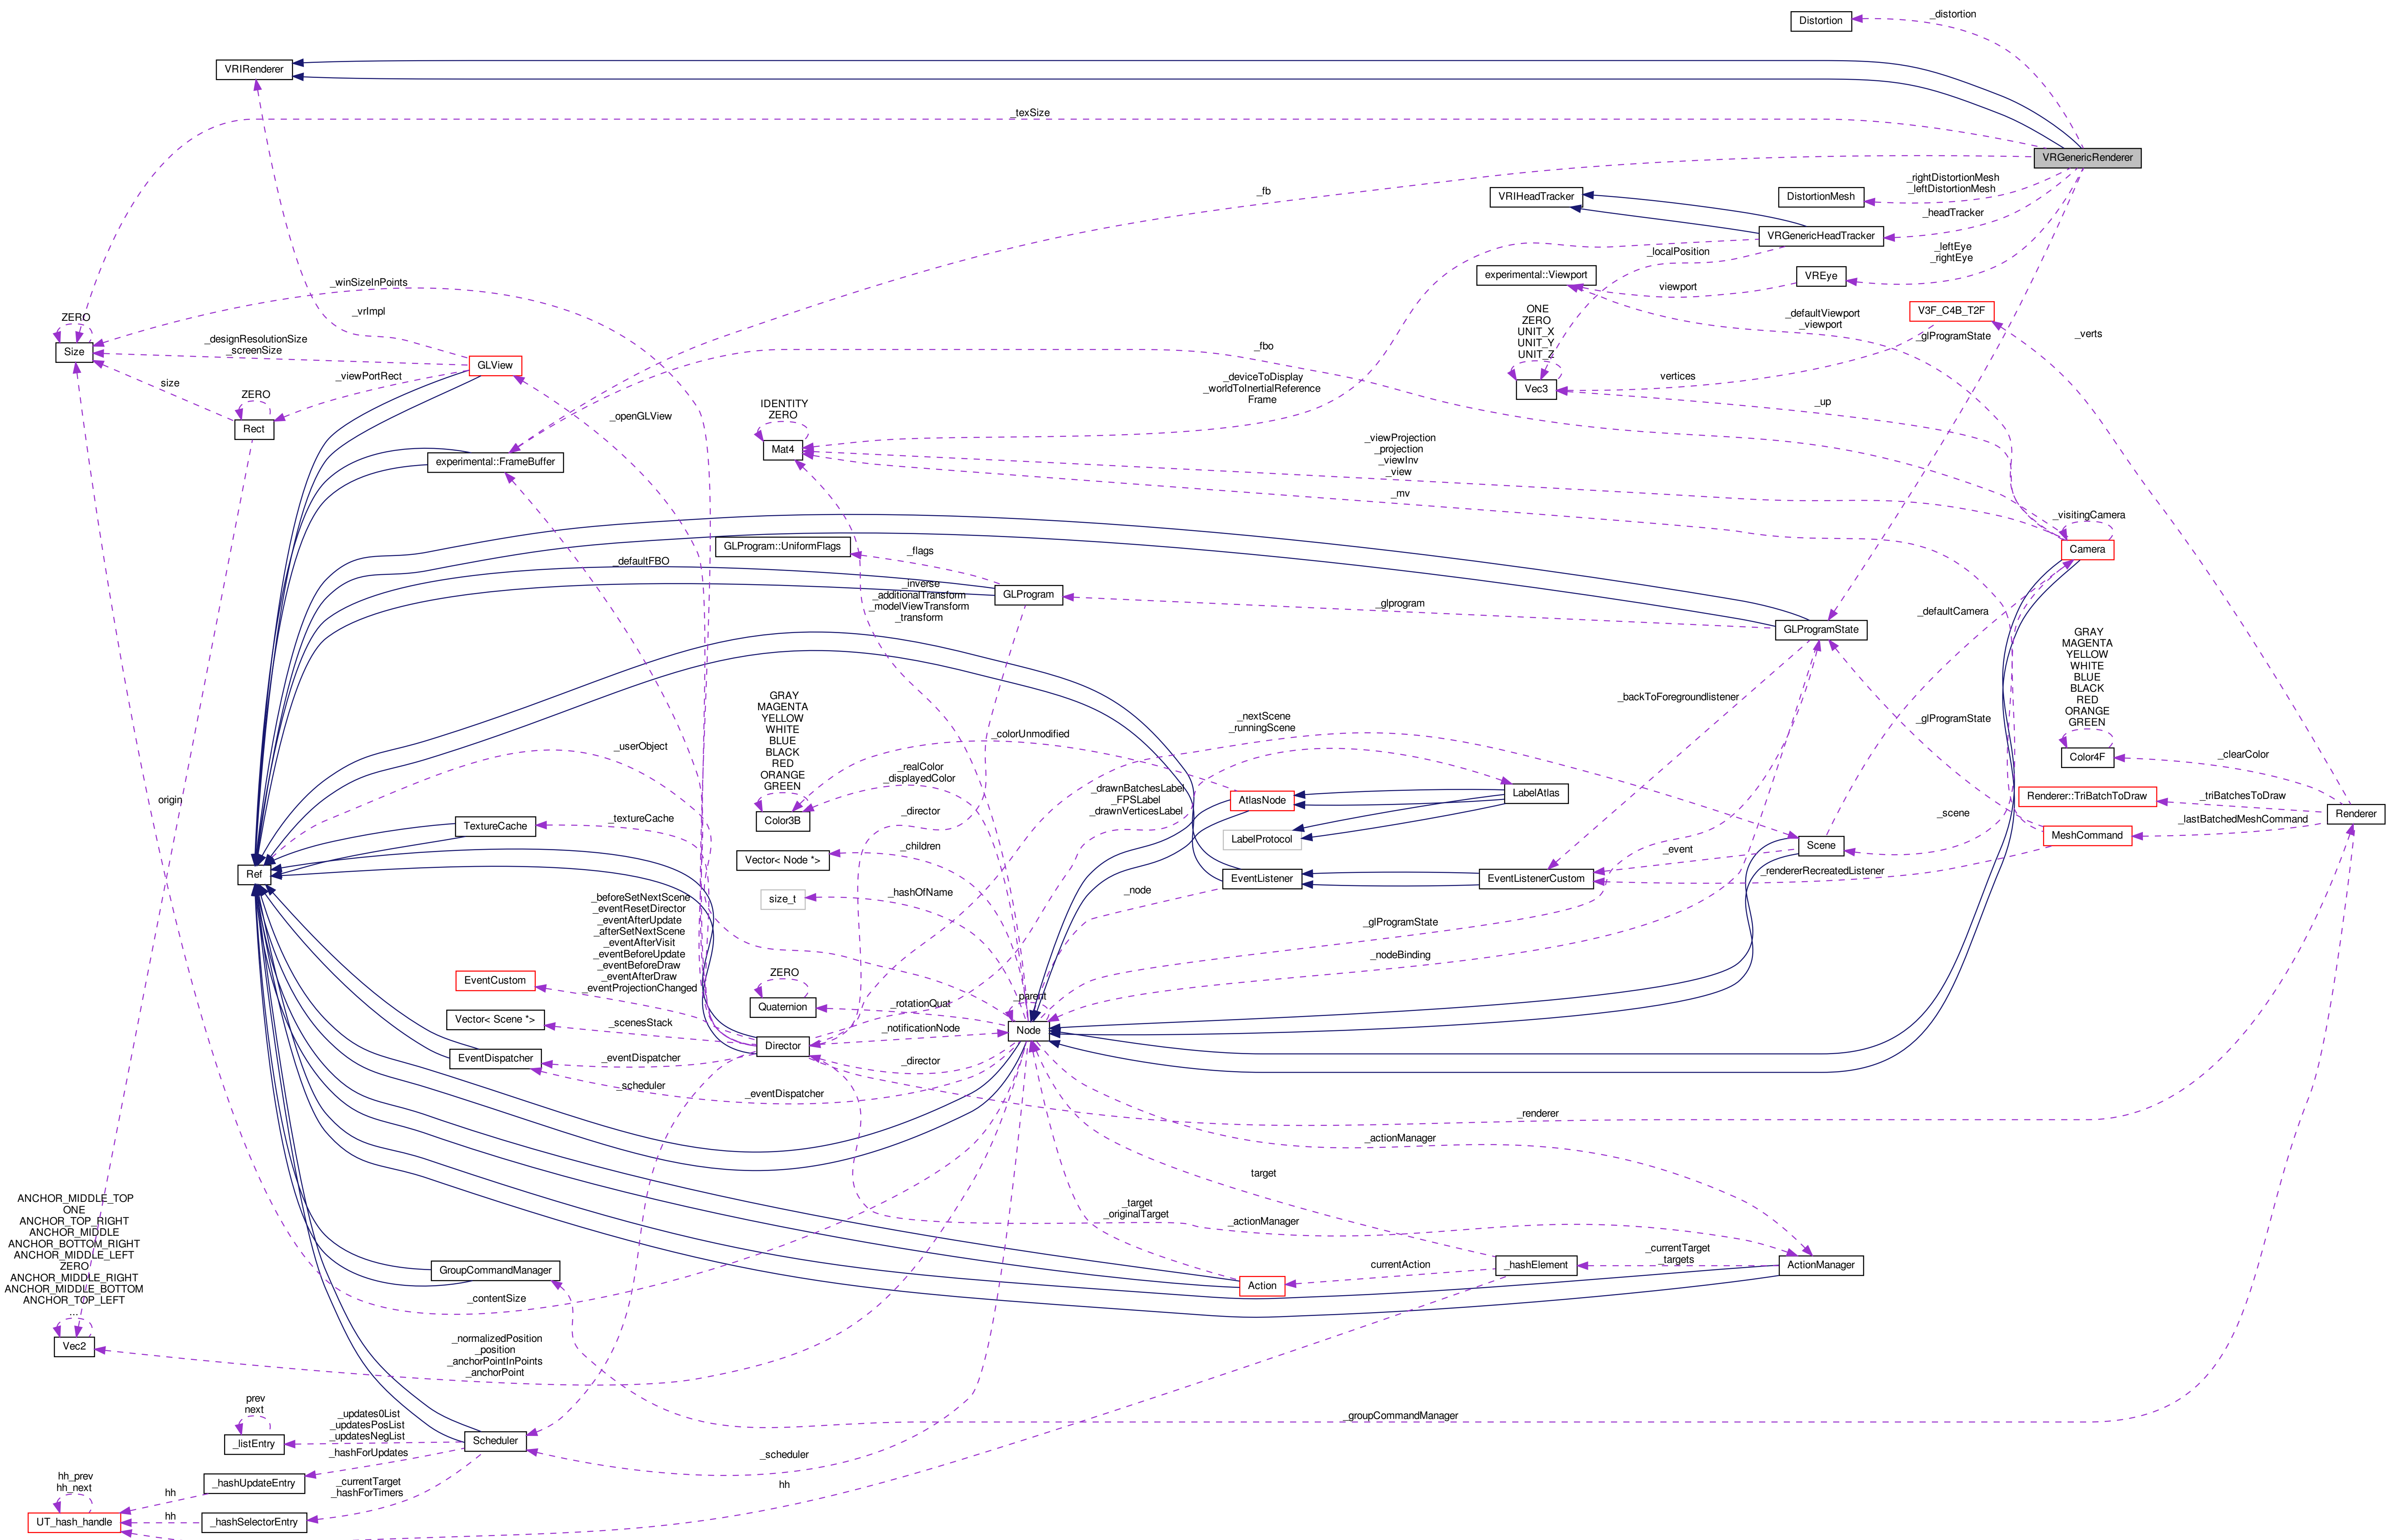 Distortion
_distortion
VRIRenderer
_texSize
VRGenericRenderer
_fb
_rightDistortionMesh
_leftDistortionMesh
VRIHeadTracker
DistortionMesh
_headTracker
VRGenericHeadTracker
_localPosition
_leftEye
_rightEye
experimental::Viewport
VREye
_winSizeInPoints
viewport
_vrImpl
ZERO
Size
_designResolutionSize
_screenSize
ONE
ZERO
UNIT_X
UNIT_Y
UNIT_Z
Vec3
_defaultViewport
_viewport
V3F_C4B_T2F
_verts
_glProgramState
_fbo
GLView
_viewPortRect
size
ZERO
Rect
vertices
_deviceToDisplay
_worldToInertialReference
Frame
IDENTITY
ZERO
Mat4
_up
_openGLView
_viewProjection
_projection
_viewInv
_view
experimental::FrameBuffer
_mv
_visitingCamera
Camera
GLProgram::UniformFlags
_flags
_defaultFBO
_inverse
_additionalTransform
_modelViewTransform
_transform
GLProgram
_glprogram
_defaultCamera
GLProgramState
GRAY
MAGENTA
YELLOW
WHITE
BLUE
BLACK
RED
ORANGE
GREEN
Color4F
_backToForegroundlistener
_glProgramState
GRAY
MAGENTA
YELLOW
WHITE
BLUE
BLACK
RED
ORANGE
GREEN
Color3B
_nextScene
_runningScene
_colorUnmodified
_userObject
_clearColor
_realColor
_displayedColor
_drawnBatchesLabel
_FPSLabel
_drawnVerticesLabel
LabelAtlas
AtlasNode
Renderer::TriBatchToDraw
_triBatchesToDraw
origin
_director
_scene
Renderer
TextureCache
_textureCache
_lastBatchedMeshCommand
MeshCommand
LabelProtocol
Scene
_children
_event
Vector< Node *>
Ref
_rendererRecreatedListener
EventListener
EventListenerCustom
_node
_hashOfName
size_t
_beforeSetNextScene
_eventResetDirector
_eventAfterUpdate
_afterSetNextScene
_eventAfterVisit
_eventBeforeUpdate
_eventBeforeDraw
_eventAfterDraw
_eventProjectionChanged
_glProgramState
_nodeBinding
EventCustom
ZERO
Quaternion
_rotationQuat
_parent
Vector< Scene *>
_scenesStack
_notificationNode
Node
Director
EventDispatcher
_eventDispatcher
_director
_scheduler
_eventDispatcher
_renderer
_actionManager
target
ANCHOR_MIDDLE_TOP
ONE
ANCHOR_TOP_RIGHT
ANCHOR_MIDDLE
ANCHOR_BOTTOM_RIGHT
ANCHOR_MIDDLE_LEFT
ZERO
ANCHOR_MIDDLE_RIGHT
ANCHOR_MIDDLE_BOTTOM
ANCHOR_TOP_LEFT
...
Vec2
_target
_originalTarget
_actionManager
_currentTarget
_targets
GroupCommandManager
currentAction
_hashElement
ActionManager
Action
_contentSize
_normalizedPosition
_position
_anchorPointInPoints
_anchorPoint
prev
next
_listEntry
_updates0List
_updatesPosList
_updatesNegList
Scheduler
_groupCommandManager
_hashForUpdates
_scheduler
hh_prev
hh_next
_hashUpdateEntry
_currentTarget
_hashForTimers
hh
hh
UT_hash_handle
hh
_hashSelectorEntry